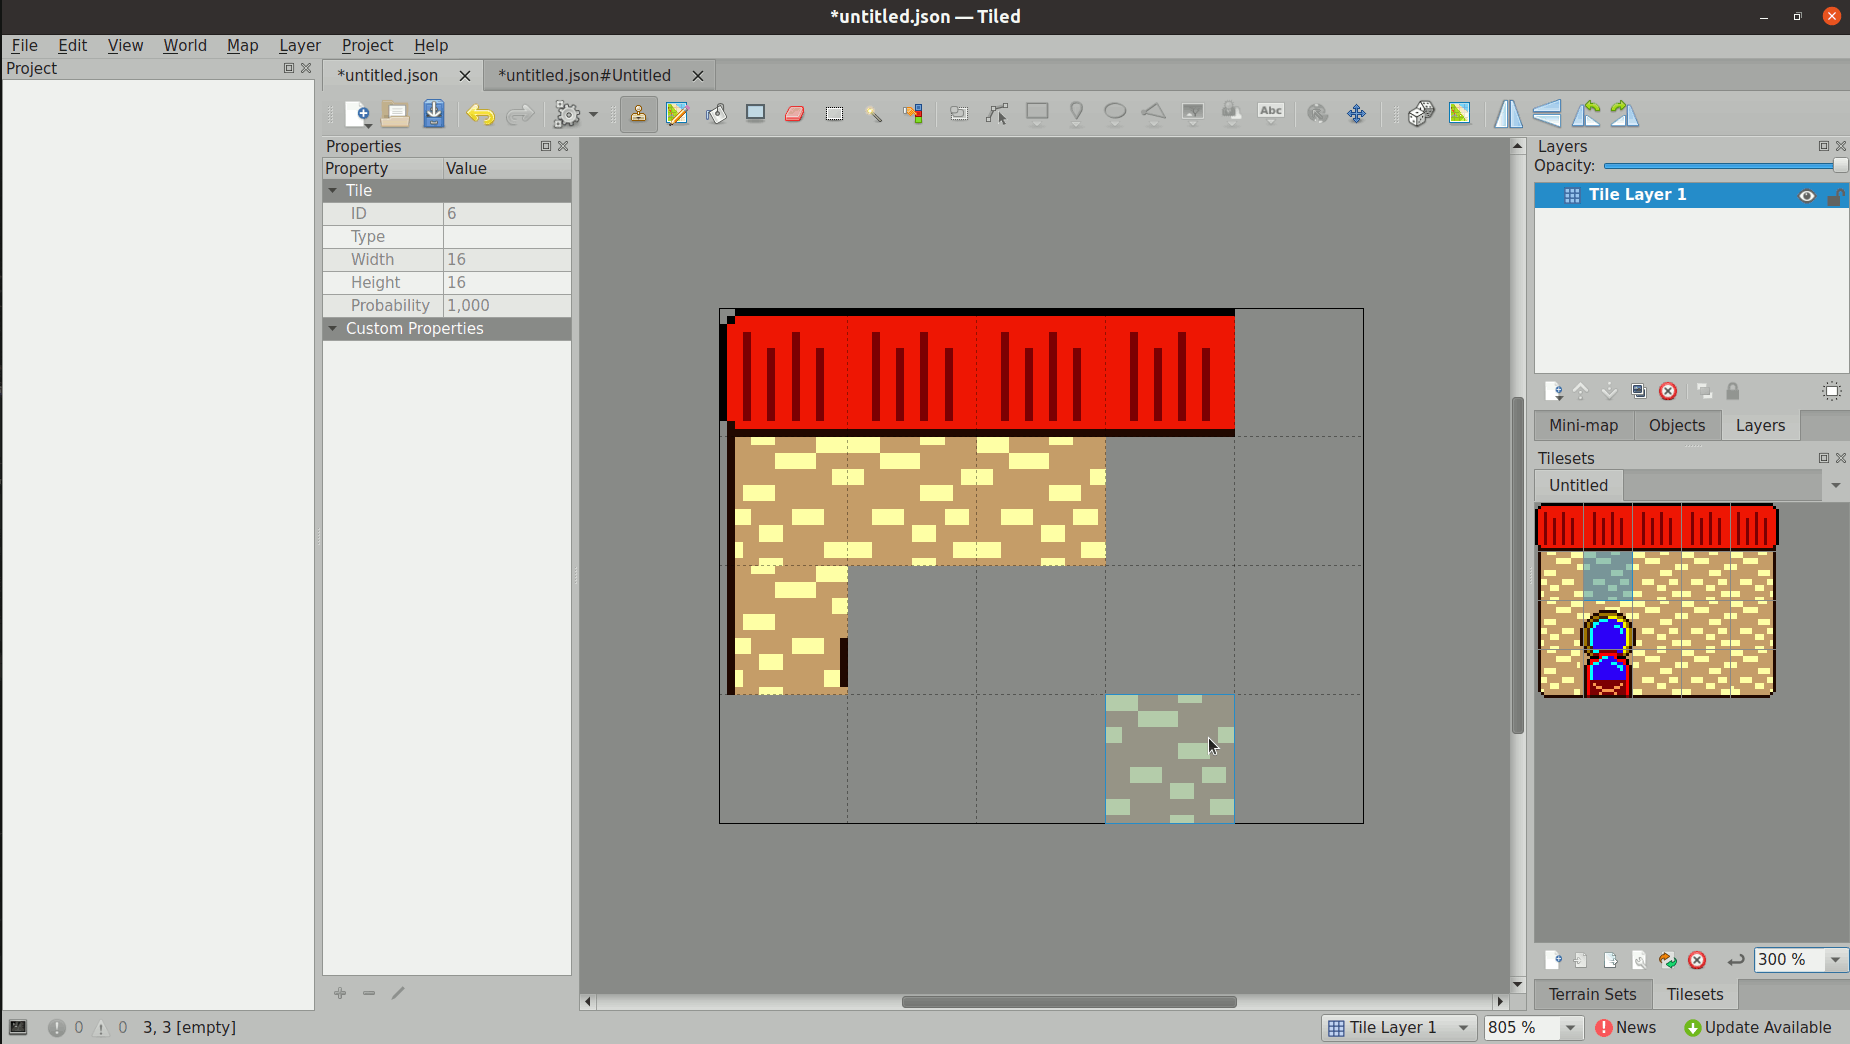 *untitled.json — Tiled
File Edit View World Map Layer Project Help
Project
*untitled.json
*untitled.json#Untitled
Abc
Properties
Property Value
Tile
ID 6
Type
Width 16
Height 16
Probability 1,000
Custom Properties
Layers
Opacity:
Tile Layer 1
Mini-map Objects Layers
Tilesets
Untitled
300 %
Terrain Sets Tilesets
0 0 3, 3 [empty]
Tile Layer 1 805 % News Update Available